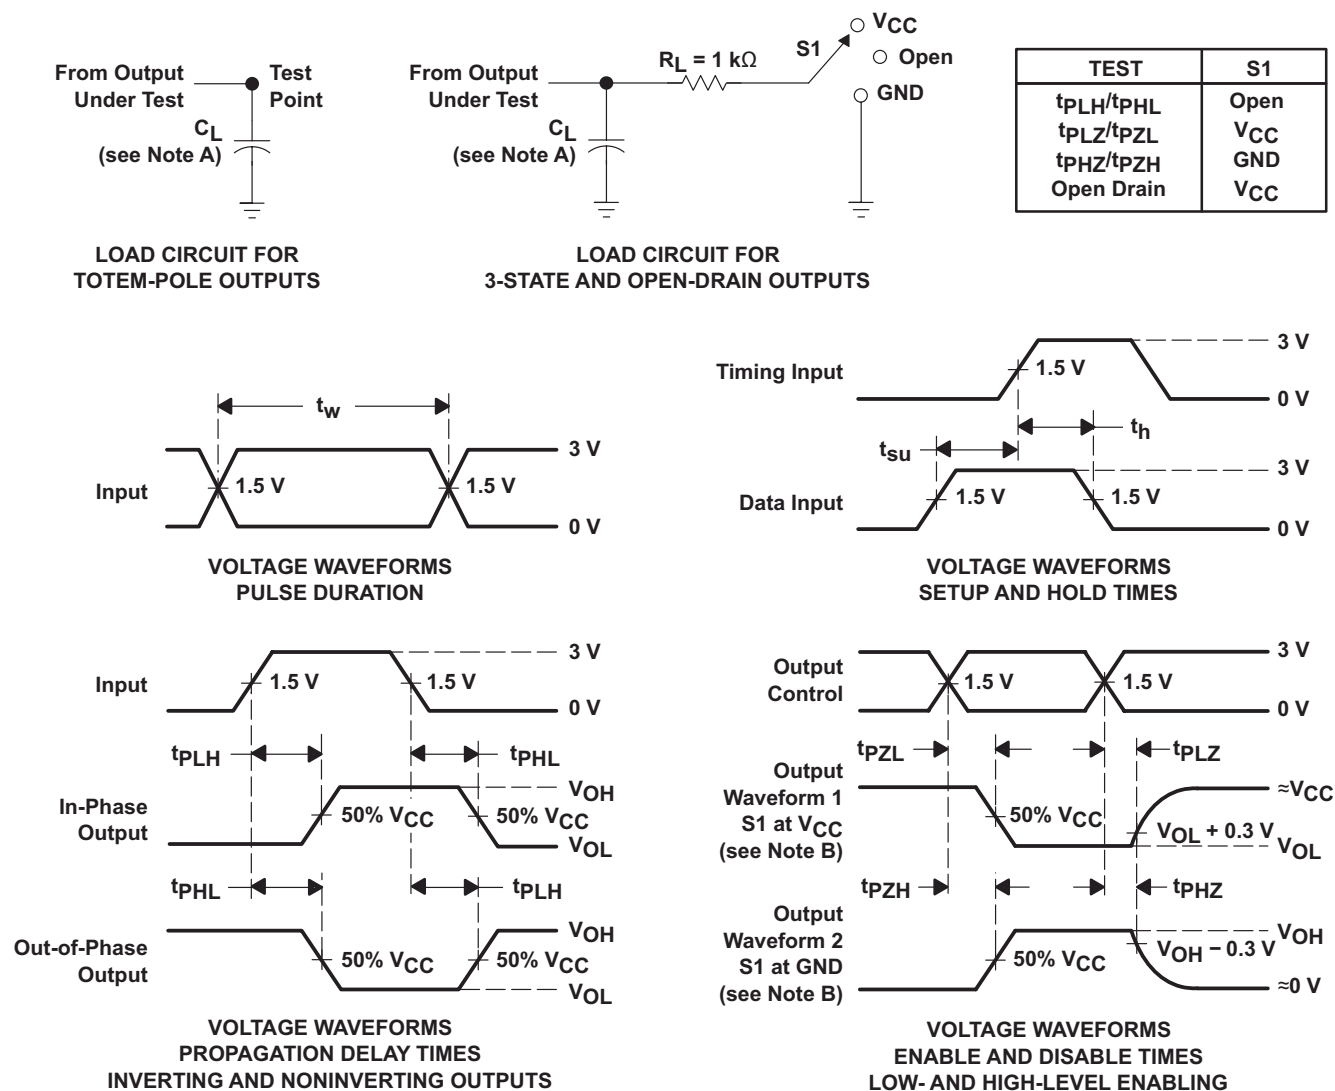 From Output
Under Test
Test
Point
CL
(see Note A)
LOAD CIRCUIT FOR
TOTEM-POLE OUTPUTS
From Output
Under Test
RL = 1 kΩ
S1
VCC
Open
GND
CL
(see Note A)
LOAD CIRCUIT FOR
3-STATE AND OPEN-DRAIN OUTPUTS
TEST S1
tPLH/tPHL Open
tPLZ/tPZL VCC
tPHZ/tPZH GND
Open Drain VCC
tw
Input
1.5 V
1.5 V
3 V
0 V
VOLTAGE WAVEFORMS
PULSE DURATION
Timing Input
1.5 V
3 V
0 V
tsu
th
Data Input
1.5 V
1.5 V
3 V
0 V
VOLTAGE WAVEFORMS
SETUP AND HOLD TIMES
Input
1.5 V
1.5 V
3 V
0 V
tPLH
tPHL
In-Phase
Output
50% VCC
50% VCC
VOH
VOL
tPHL
tPLH
Out-of-Phase
Output
50% VCC
50% VCC
VOH
VOL
VOLTAGE WAVEFORMS
PROPAGATION DELAY TIMES
INVERTING AND NONINVERTING OUTPUTS
Output
Control
1.5 V
1.5 V
3 V
0 V
tPZL
tPLZ
Output
Waveform 1
S1 at VCC
(see Note B)
50% VCC
VOL + 0.3 V
≈VCC
VOL
tPZH
tPHZ
Output
Waveform 2
S1 at GND
(see Note B)
50% VCC
VOH − 0.3 V
VOH
≈0 V
VOLTAGE WAVEFORMS
ENABLE AND DISABLE TIMES
LOW- AND HIGH-LEVEL ENABLING